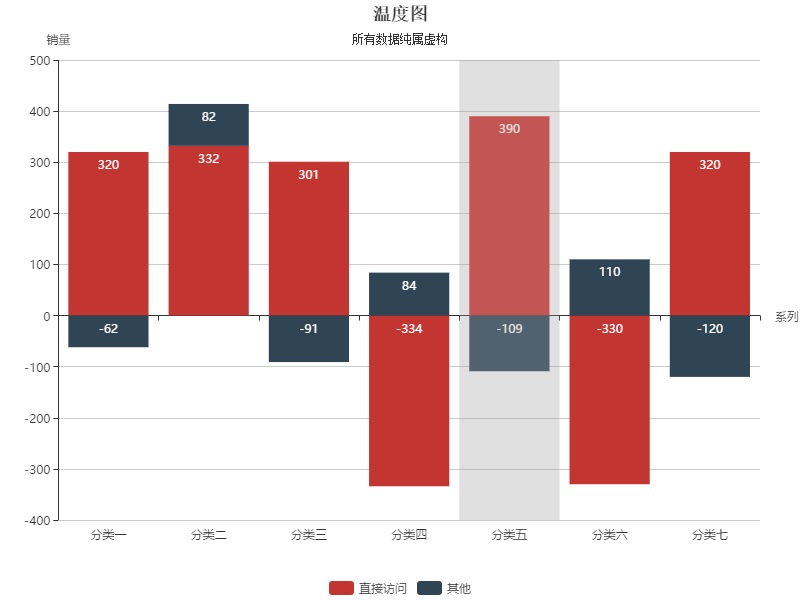 温度图
所有数据纯属虚构
销量
500
400
300
200
100
0
-100
-200
-300
-400
320
332
301
-334
390
-330
320
-62
82
-91
84
-109
110
-120
系列
分类一
分类二
分类三
分类四
分类五
分类六
分类七
直接访问
其他